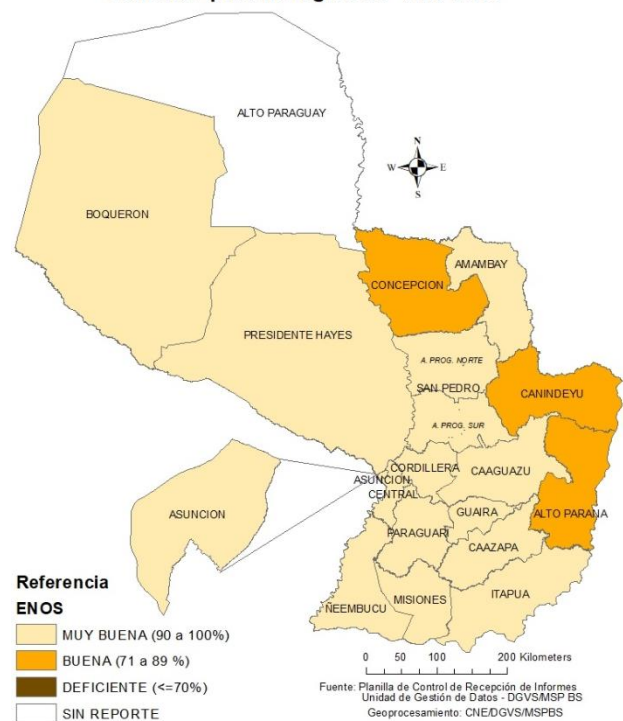 ALTO PARAGUAY
N
W E
S
BOQUERON
AMAMBAY
CONCEPCION
PRESIDENTE HAYES
A. PROG. NORTE
SAN PEDRO
CANINDEYU
A. PROG. SUR
CORDILLERA
CAAGUAZU
ASUNCION
CENTRAL
ASUNCION
GUAIRA
ALTO PARANA
PARAGUARI
CAAZAPA
ITAPUA
MISIONES
ÑEEMBUCU
Referencia
ENOS
MUY BUENA (90 a 100%)
BUENA (71 a 89 %)
DEFICIENTE (<=70%)
SIN REPORTE
0 50 100 200 Kilometers
Fuente: Planilla de Control de Recepción de Informes
Unidad de Gestión de Datos - DGVS/MSP BS
Geoprocesamiento: CNE/DGVS/MSPBS